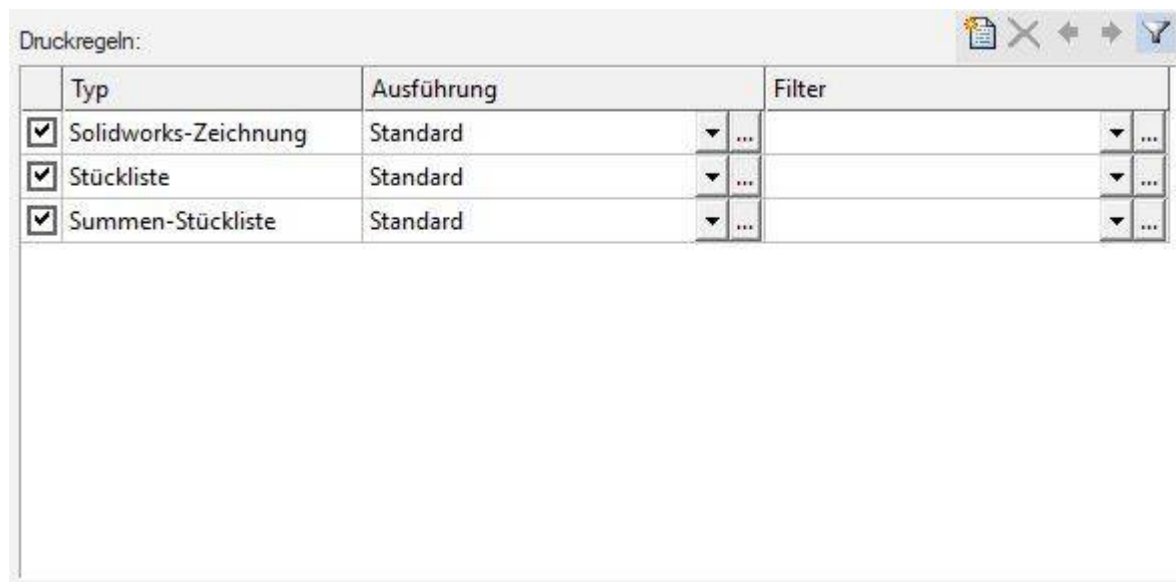 Druckregeln:
Typ Ausführung Filter
Solidworks-Zeichnung Standard ...  ...
Stückliste Standard ... ...
Summen-Stückliste Standard ... ...